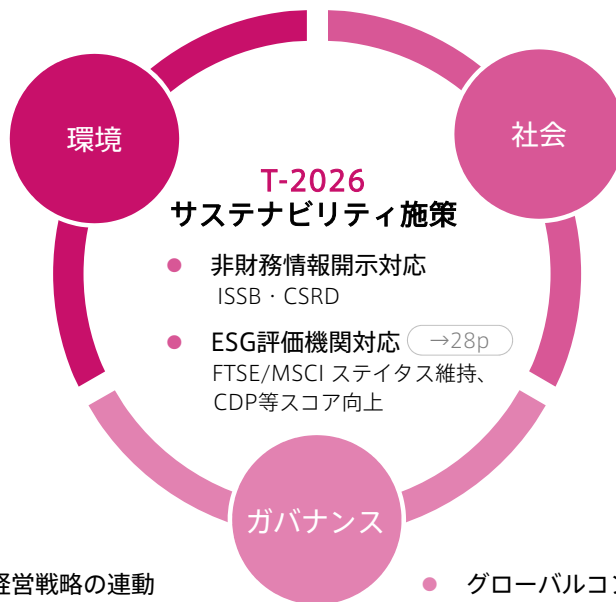 環境
社会
T-2026
サステナビリティ施策
非財務情報開示対応
ISSB・CSRD
ESG評価機関対応 →28p
FTSE/MSCI ステイタス維持、
CDP等スコア向上
ガバナンス
経営戦略の連動
グローバルコン